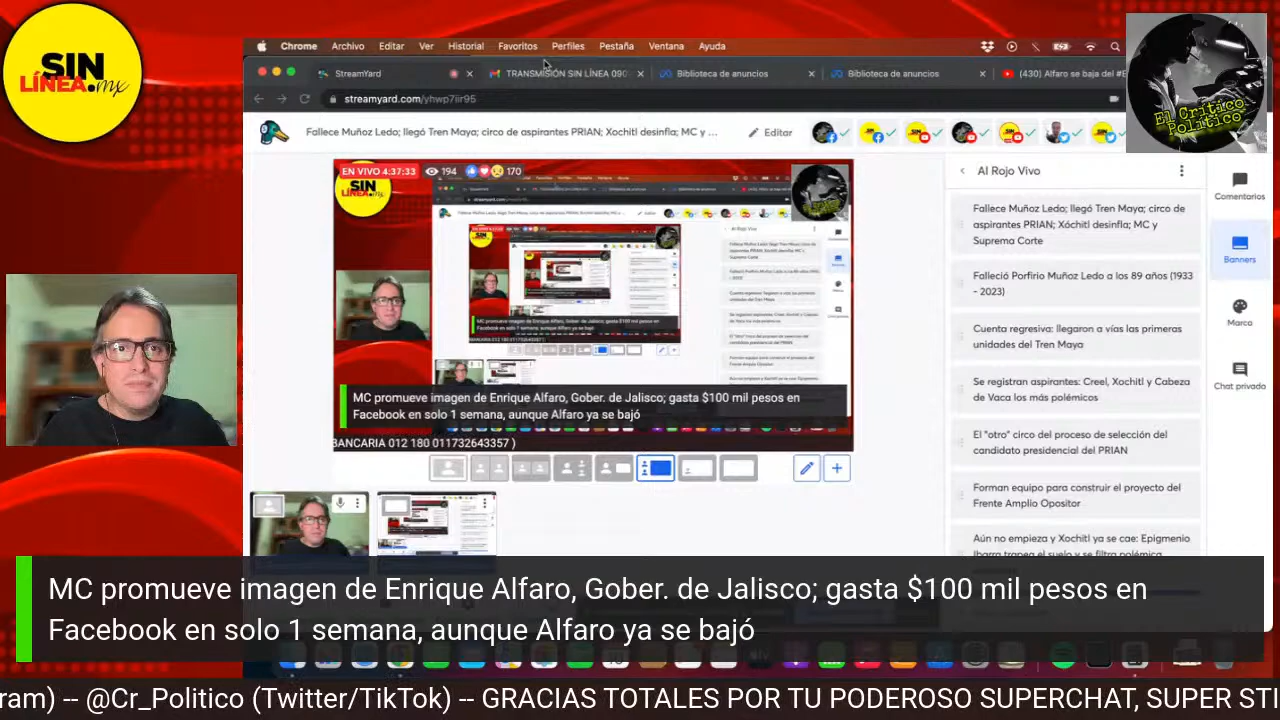 SIN
LÍNEA.mx
Chrome Archivo Editar Ver Historial Favoritos Perfiles Pestaña Ventana Ayuda
StreamYard
TRANSMISIÓN SIN LÍNEA 090
Biblioteca de anuncios
Biblioteca de anuncios
(430) Alfaro se baja del #E
streamyard.com/yhwp7iir95
El Crítico
Político
Fallece Muñoz Ledo; llegó Tren Maya; circo de aspirantes PRIAN; Xochitl desinfla; MC y ...
Editar
EN VIVO 4:37:33 194 170
SIN
LÍNEA
Al Rojo Vivo
MC promueve imagen de Enrique Alfaro, Gober. de Jalisco; gasta $100 mil pesos en
Facebook en solo 1 semana, aunque Alfaro ya se bajó
BANCARIA 012 180 011732643357 )
Al Rojo Vivo
Fallece Muñoz Ledo; llegó Tren Maya; circo de
aspirantes PRIAN; Xóchitl desinfla; MC y
Suprema Corte
Falleció Porfirio Muñoz Ledo a los 89 años (1933
2023)
Cuenta regresiva: llegaron a vías las primeras
unidades del Tren Maya
Se registran aspirantes: Creel, Xochitl y Cabeza
de Vaca los más polémicos
El "otro" circo del proceso de selección del
candidato presidencial del PRIAN
Forman equipo para construir el proyecto del
Frente Amplio Opositor
Aún no empieza y Xochitl ya se cae: Epigmenio
Ibarra trapea el suelo y se filtra polémica
Comentarios
Banners
Marca
Chat privado
MC promueve imagen de Enrique Alfaro, Gober. de Jalisco; gasta $100 mil pesos en
Facebook en solo 1 semana, aunque Alfaro ya se bajó
ram) -- @Cr_Politico (Twitter/TikTok) -- GRACIAS TOTALES POR TU PODEROSO SUPERCHAT, SUPER STI